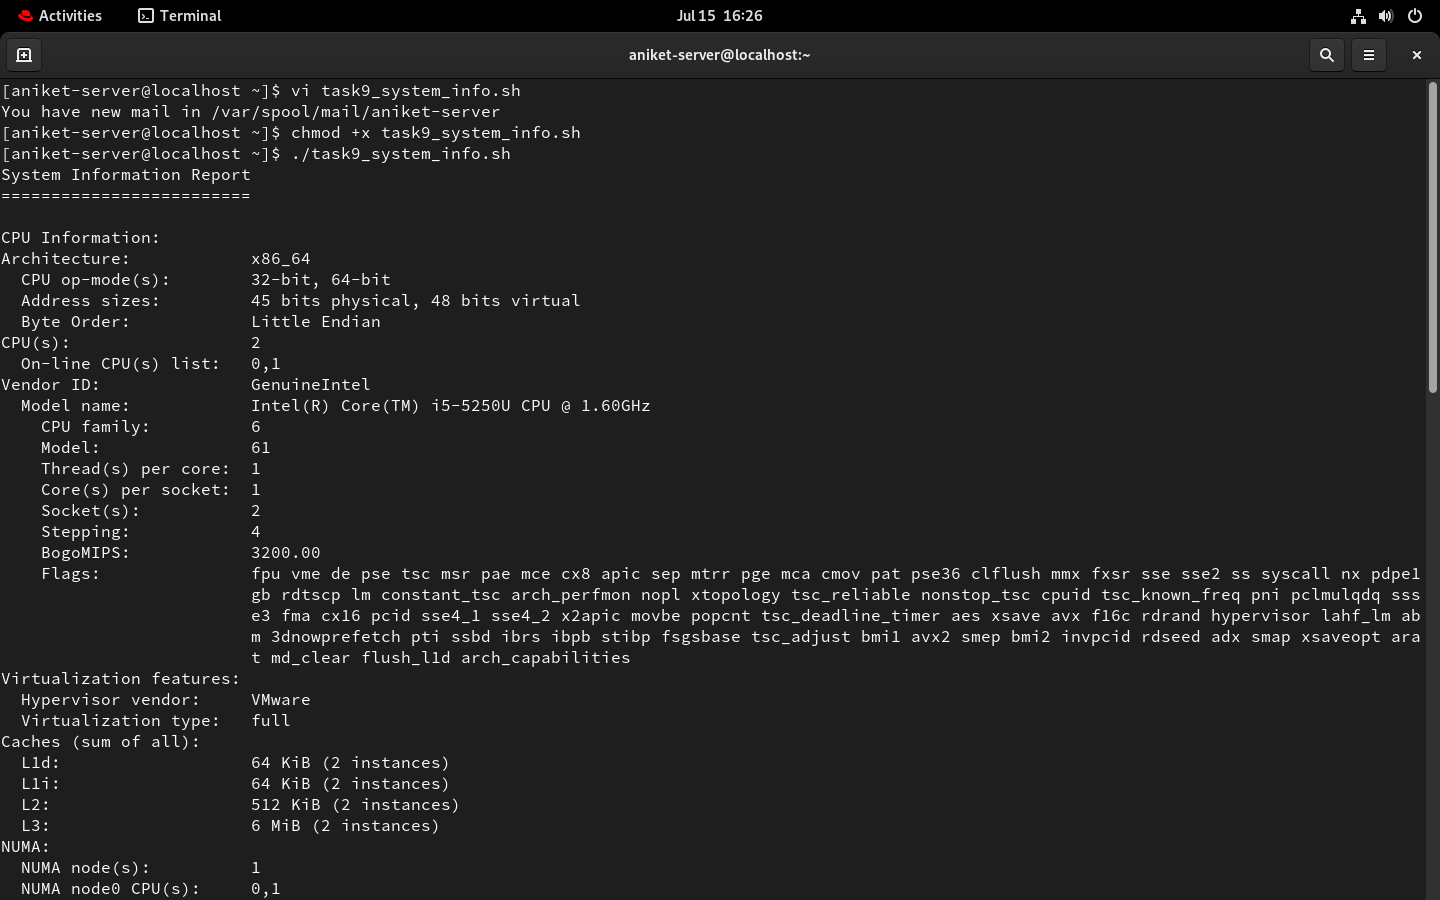 Activities Terminal Jul 15 16:26
aniket-server@localhost:~
[aniket-server@localhost ~]$ vi task9_system_info.sh
You have new mail in /var/spool/mail/aniket-server
[aniket-server@localhost ~]$ chmod +x task9_system_info.sh
[aniket-server@localhost ~]$ ./task9_system_info.sh
System Information Report
=========================

CPU Information:
Architecture:            x86_64
  CPU op-mode(s):        32-bit, 64-bit
  Address sizes:         45 bits physical, 48 bits virtual
  Byte Order:            Little Endian
CPU(s):                  2
  On-line CPU(s) list:   0,1
Vendor ID:               GenuineIntel
  Model name:            Intel(R) Core(TM) i5-5250U CPU @ 1.60GHz
    CPU family:          6
    Model:               61
    Thread(s) per core:  1
    Core(s) per socket:  1
    Socket(s):           2
    Stepping:            4
    BogoMIPS:            3200.00
    Flags:               fpu vme de pse tsc msr pae mce cx8 apic sep mtrr pge mca cmov pat pse36 clflush mmx fxsr sse sse2 ss syscall nx pdpe1
                         gb rdtscp lm constant_tsc arch_perfmon nopl xtopology tsc_reliable nonstop_tsc cpuid tsc_known_freq pni pclmulqdq sss
                         e3 fma cx16 pcid sse4_1 sse4_2 x2apic movbe popcnt tsc_deadline_timer aes xsave avx f16c rdrand hypervisor lahf_lm ab
                         m 3dnowprefetch pti ssbd ibrs ibpb stibp fsgsbase tsc_adjust bmi1 avx2 smep bmi2 invpcid rdseed adx smap xsaveopt ara
                         t md_clear flush_l1d arch_capabilities
Virtualization features:
  Hypervisor vendor:     VMware
  Virtualization type:   full
Caches (sum of all):
  L1d:                   64 KiB (2 instances)
  L1i:                   64 KiB (2 instances)
  L2:                    512 KiB (2 instances)
  L3:                    6 MiB (2 instances)
NUMA:
  NUMA node(s):          1
  NUMA node0 CPU(s):     0,1